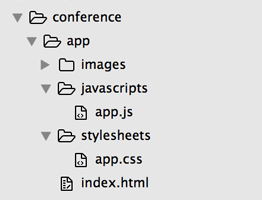 conference
app
images
javascripts
app.js
stylesheets
app.css
index.html